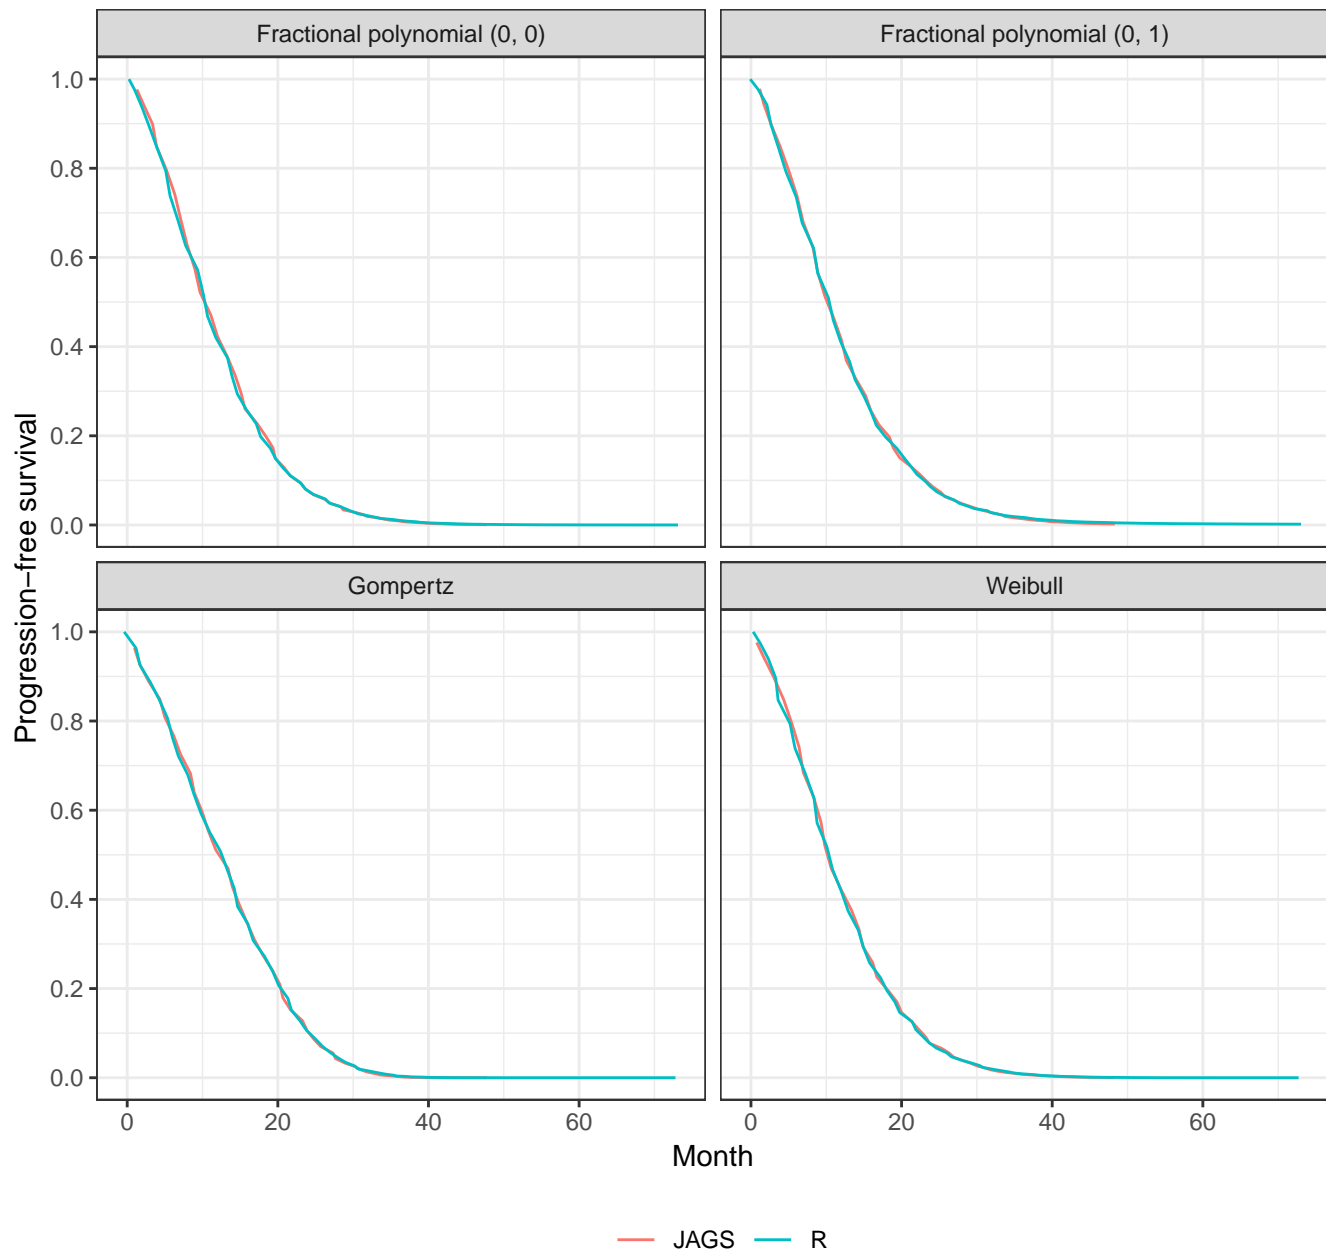 Fractional polynomial (0, 0)
Fractional polynomial (0, 1)
1.0
0.8
0.6
0.4
0.2
0.0
Gompertz
Weibull
1.0
0.8
0.6
0.4
0.2
0.0
Progression−free survival
0 20 40 60
0 20 40 60
Month
JAGS R